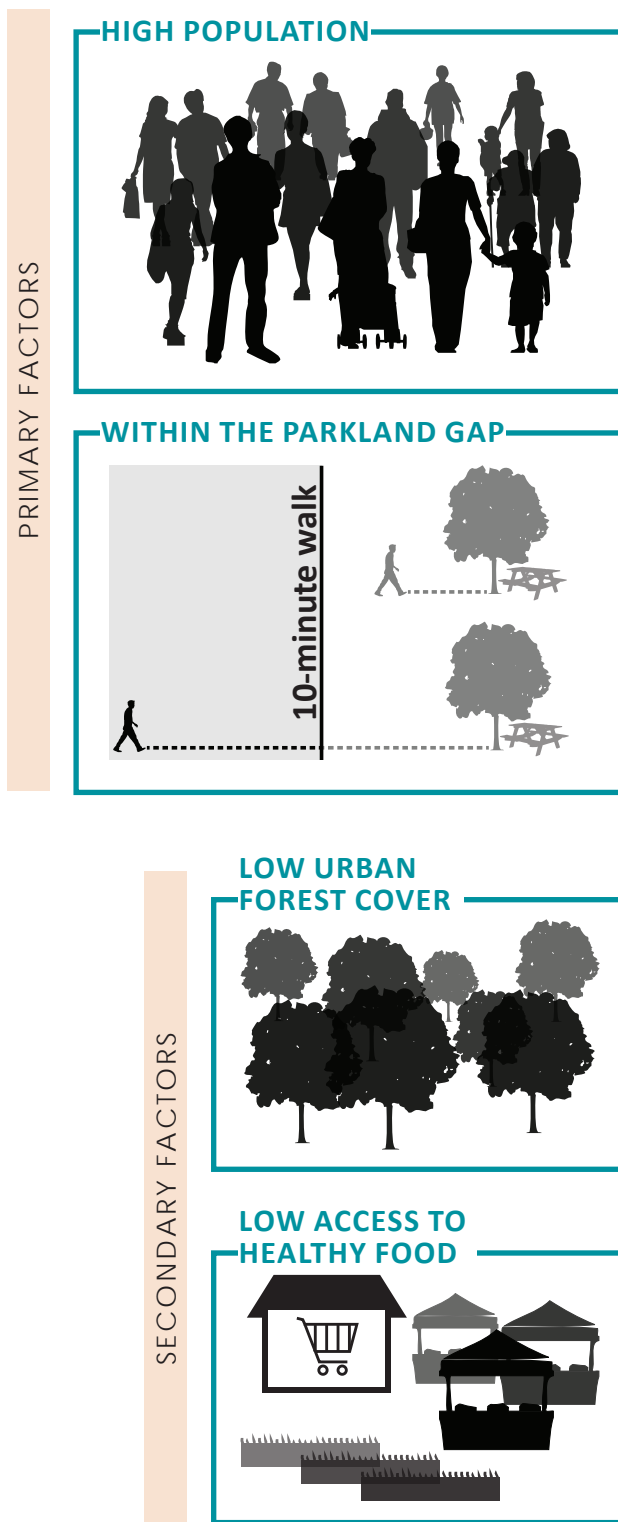 PRIMARY FACTORS
HIGH POPULATION
WITHIN THE PARKLAND GAP
10-minute walk
SECONDARY FACTORS
LOW URBAN
FOREST COVER
LOW ACCESS TO
HEALTHY FOOD